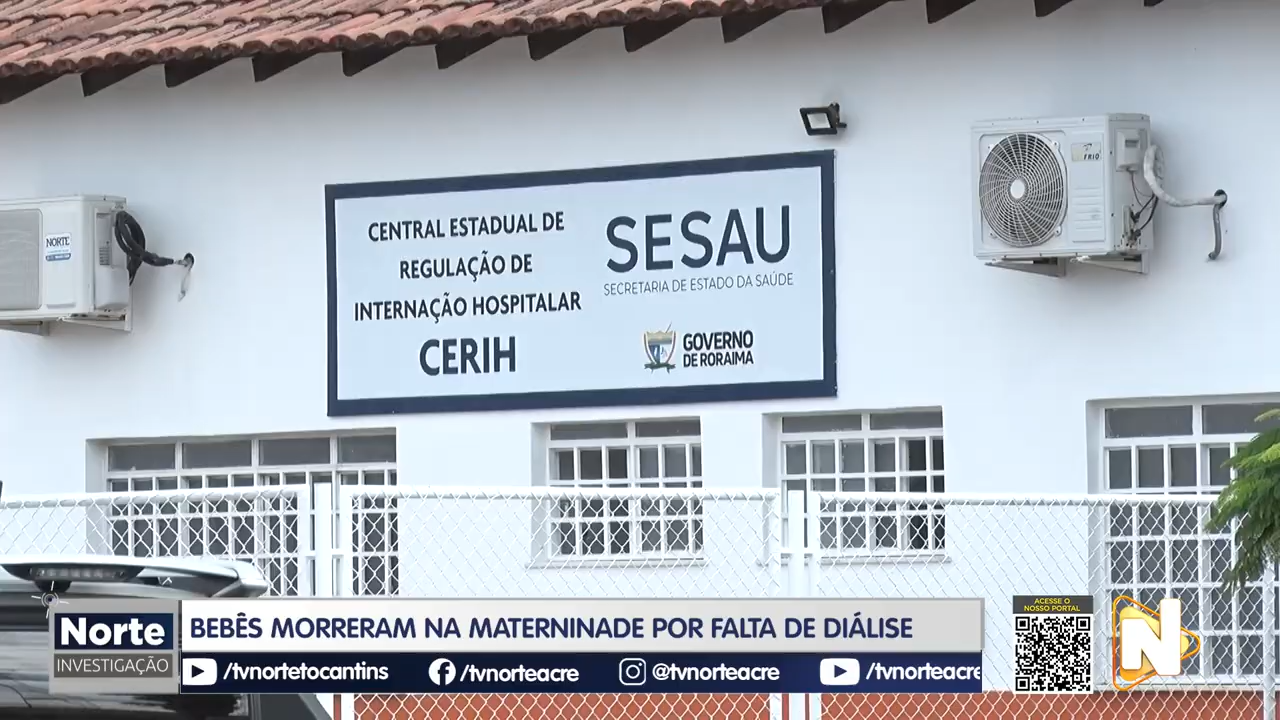 CENTRAL ESTADUAL DE
REGULAÇÃO DE
INTERNAÇÃO HOSPITALAR
CERIH
SESAU
SECRETARIA DE ESTADO DA SAÚDE
GOVERNO
DE RORAIMA
FRIO
NORTE
Norte
INVESTIGAÇÃO
BEBÊS MORRERAM NA MATERNINADE POR FALTA DE DIÁLISE
/tvnortetocantins
/tvnorteacre
@tvnorteacre
/tvnorteacre
ACESSE O
NOSSO PORTAL
N